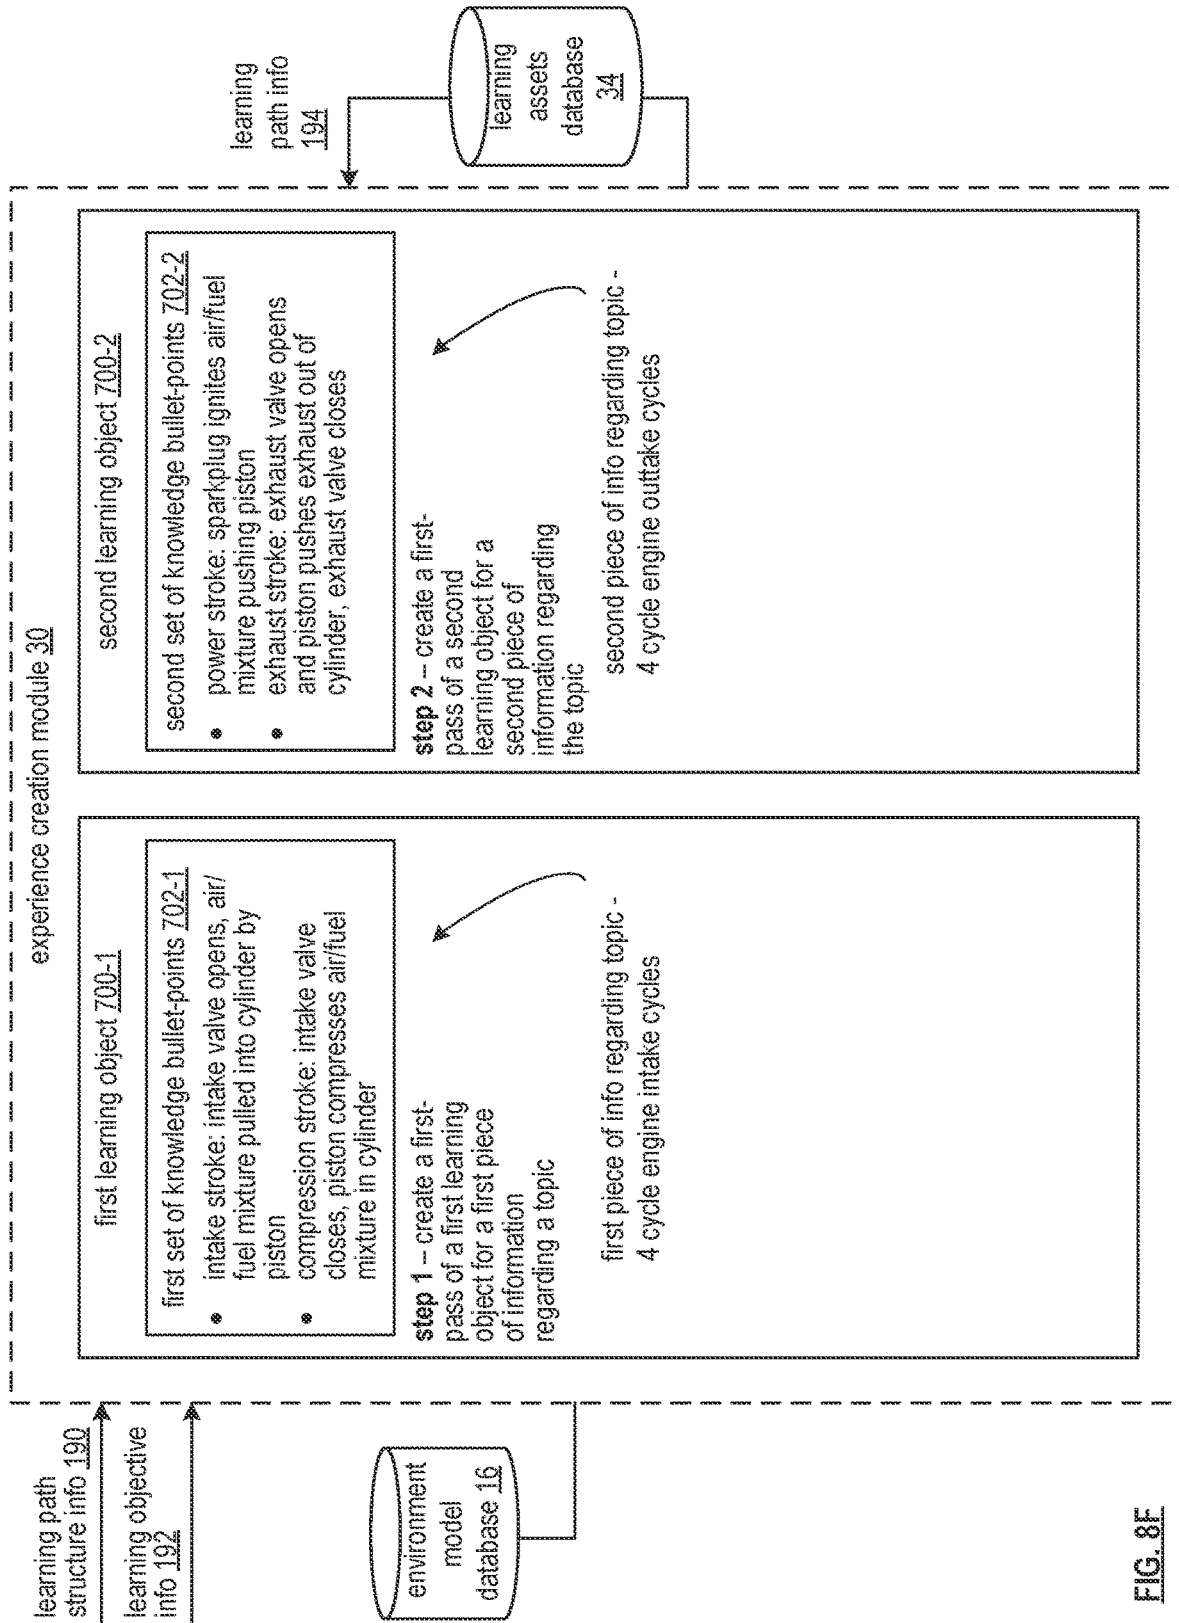 learning path
structure info 190
learning objective
info 192
environment
model
database 16
experience creation module 30
first learning object 700-1
first set of knowledge bullet-points 702-1
• intake stroke: intake valve opens, air/
fuel mixture pulled into cylinder by
piston
• compression stroke: intake valve
closes, piston compresses air/fuel
mixture in cylinder
step 1 – create a first-
pass of a first learning
object for a first piece
of information
regarding a topic
first piece of info regarding topic -
4 cycle engine intake cycles
second learning object 700-2
second set of knowledge bullet-points 702-2
• power stroke: sparkplug ignites air/fuel
mixture pushing piston
• exhaust stroke: exhaust valve opens
and piston pushes exhaust out of
cylinder, exhaust valve closes
step 2 – create a first-
pass of a second
learning object for a
second piece of
information regarding
the topic
second piece of info regarding topic -
4 cycle engine outtake cycles
learning
path info
194
learning
assets
database
34
FIG. 8F